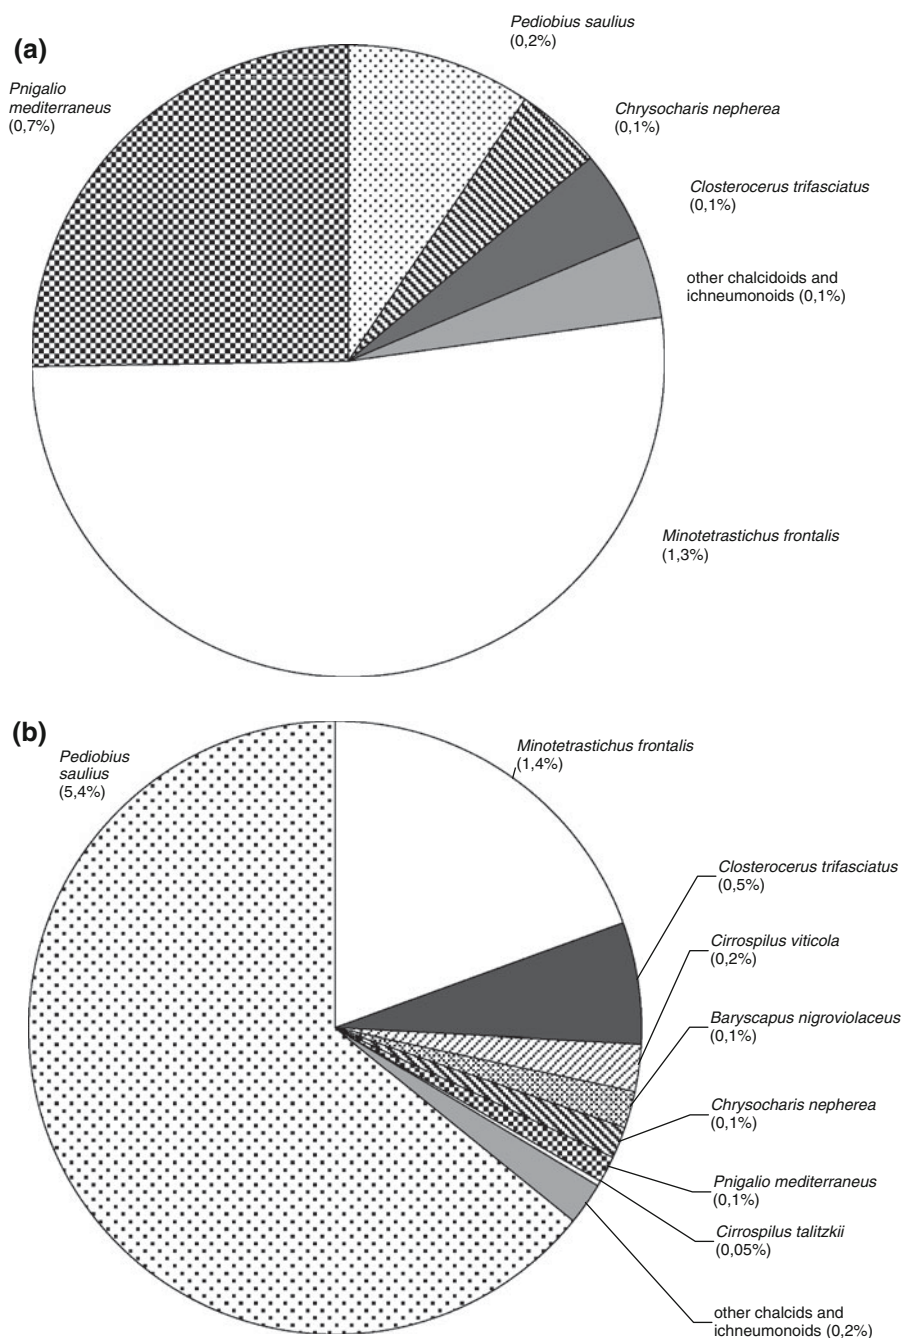 (a)
Pediobius saulius
(0,2%)
Pnigalio
mediterraneus
(0,7%)
Chrysocharis nepherea
(0,1%)
Closterocerus trifasciatus
(0,1%)
other chalcidoids and
ichneumonoids (0,1%)
Minotetrastichus frontalis
(1,3%)
(b)
Pediobius
saulius
(5,4%)
Minotetrastichus frontalis
(1,4%)
Closterocerus trifasciatus
(0,5%)
Cirrospilus viticola
(0,2%)
Baryscapus nigroviolaceus
(0,1%)
Chrysocharis nepherea
(0,1%)
Pnigalio mediterraneus
(0,1%)
Cirrospilus talitzkii
(0,05%)
other chalcids and
ichneumonoids (0,2%)